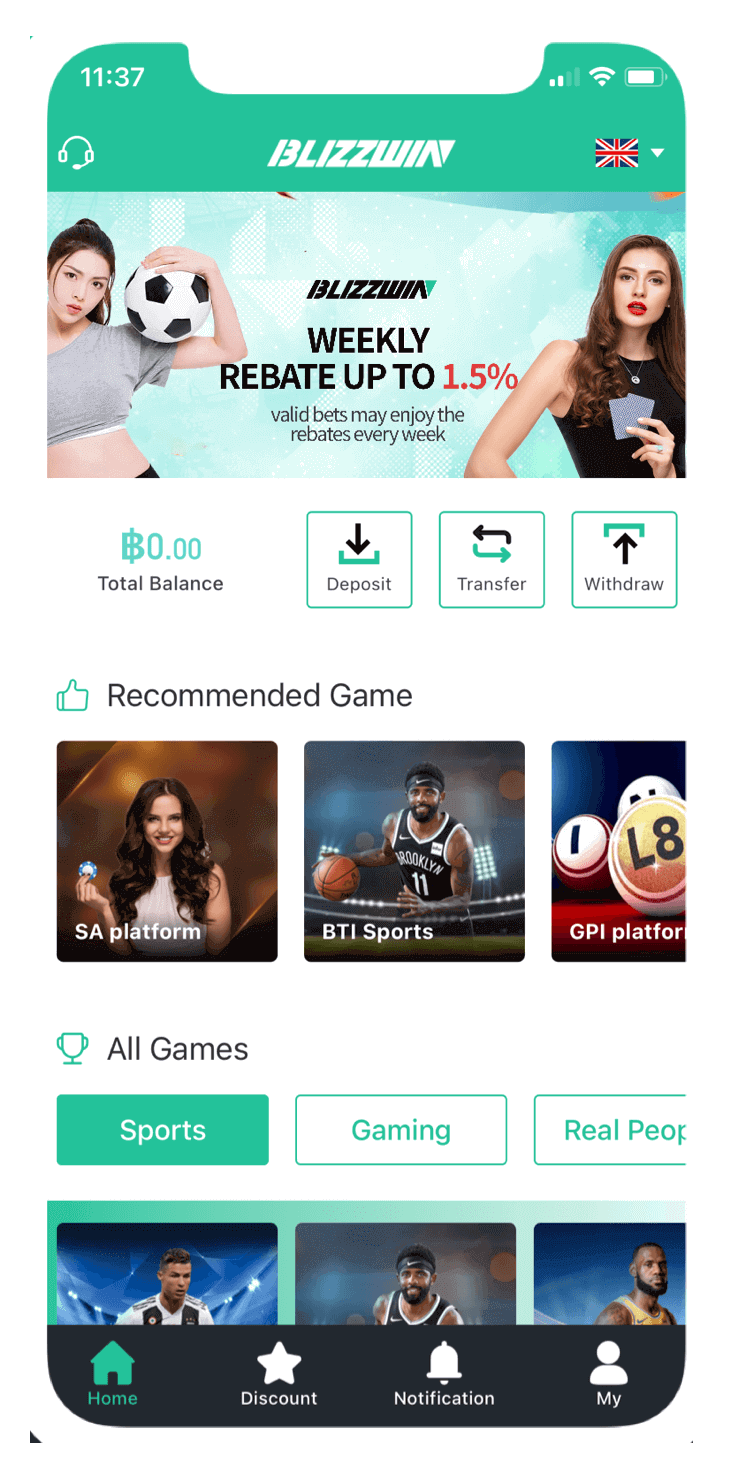 11:37
BLIZZWIN
BLIZZWIN
WEEKLY
REBATE UP TO 1.5%
valid bets may enjoy the
rebates every week
฿0.00
Total Balance
Deposit
Transfer
Withdraw
Recommended Game
SA platform
BROOKLYN
11
BTI Sports
I
N
L8
GPI platfor
All Games
Sports
Gaming
Real Peop
Home
Discount
Notification
My